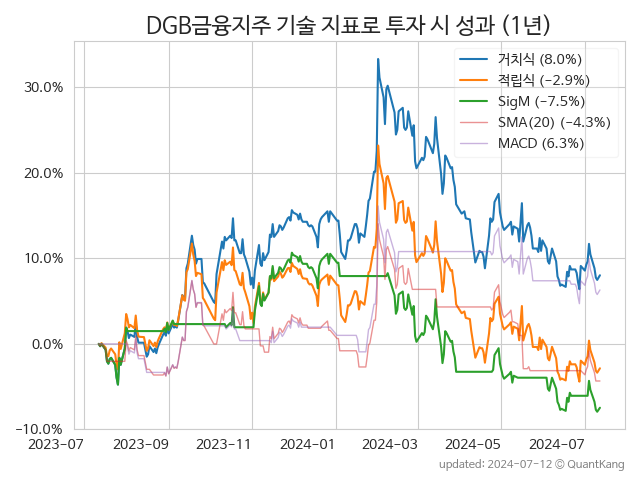 DGB금융지주 기술 지표로 투자 시 성과 (1년)
거치식 (8.0%)
적립식 (−2.9%)
SigM (−7.5%)
SMA(20) (−4.3%)
MACD (6.3%)
30.0%
20.0%
10.0%
0.0%
−10.0%
2023-07 2023-09 2023-11 2024-01 2024-03 2024-05 2024-07
updated: 2024-07-12 © QuantKang